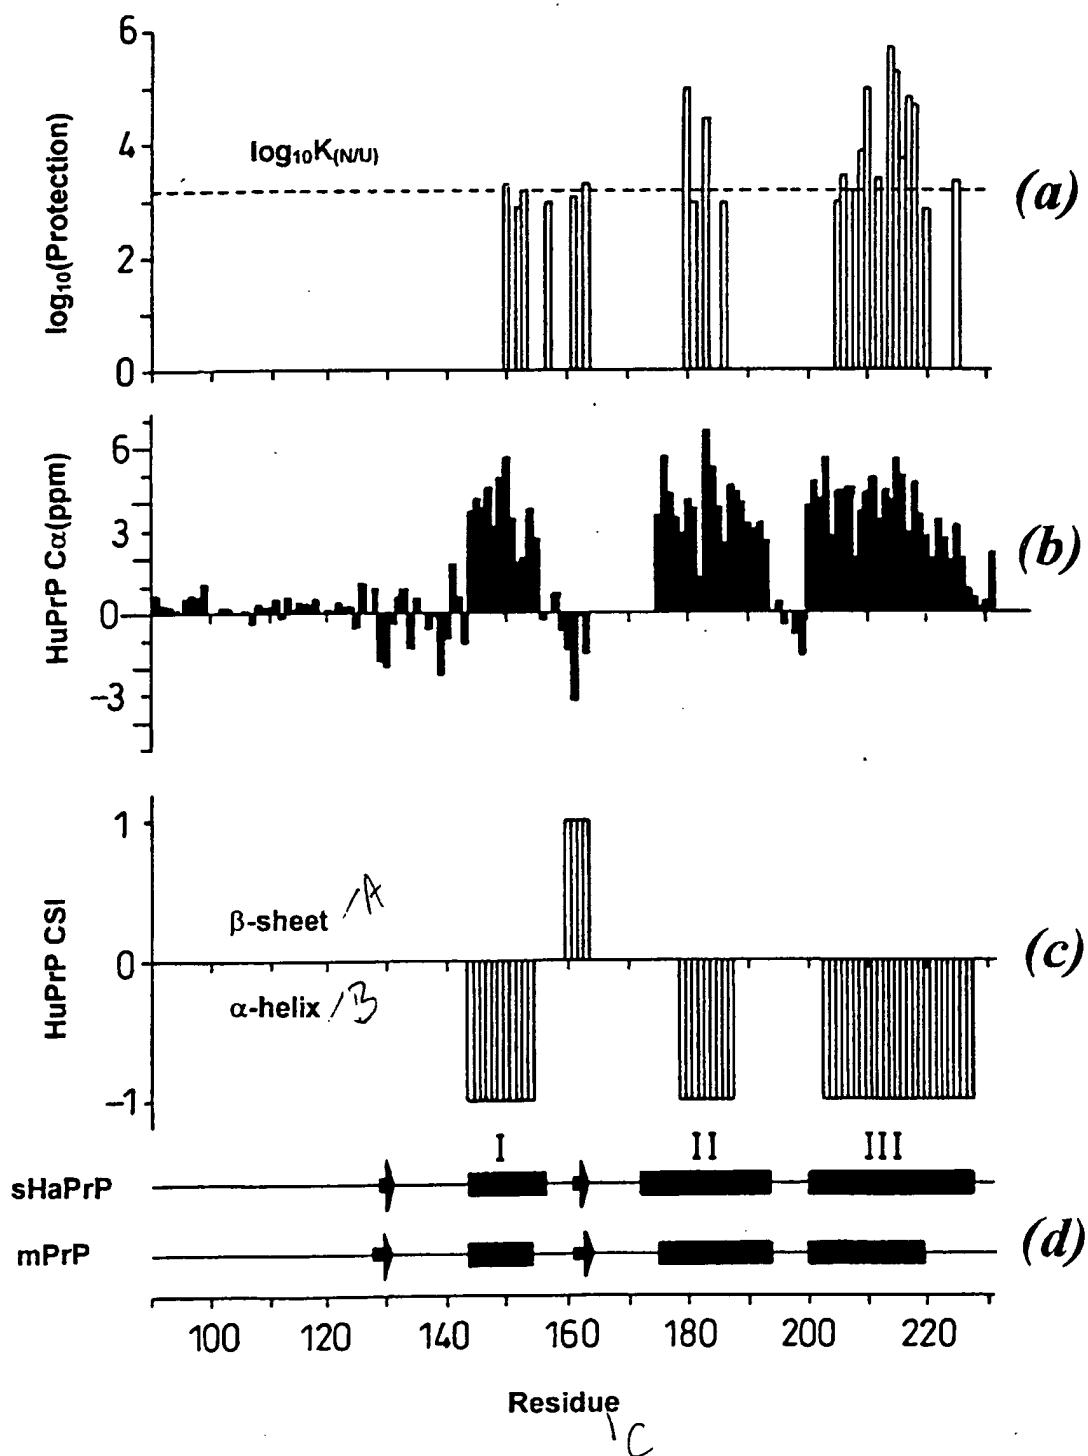 6
4
2
0
log₁₀(Protection)
log₁₀K(N/U)
(a)
6
3
0
−3
HuPrP Cα(ppm)
(b)
1
0
−1
HuPrP CSI
β-sheet /A
α-helix /B
(c)
I II III
sHaPrP
mPrP
(d)
100 120 140 160 180 200 220
Residue
\C